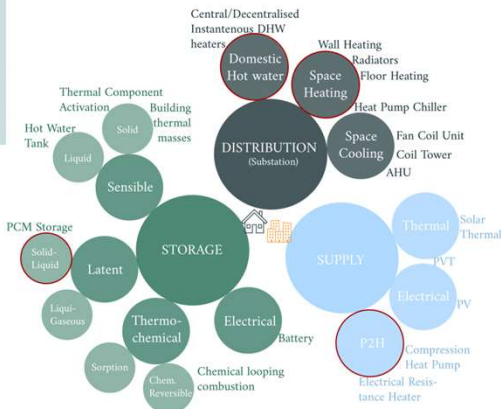 Central/Decentralised
Instantenous DHW
heaters
Domestic
Hot water
Wall Heating
Radiators
Floor Heating
Space
Heating
Heat Pump Chiller
Space
Cooling
Fan Coil Unit
Coil Tower
AHU
DISTRIBUTION
(Substation)
Thermal Component
Activation
Building
thermal
masses
Solid
Hot Water
Tank
Liquid
Sensible
STORAGE
PCM Storage
Solid-
Liquid
Latent
Liqui-
Gaseous
Thermo-
chemical
Sorption
Chem.
Reversible
Chemical looping
combustion
Electrical
Battery
SUPPLY
Thermal
Solar
Thermal
PVT
Electrical
PV
P2H
Compression
Heat Pump
Electrical Resis-
tance Heater